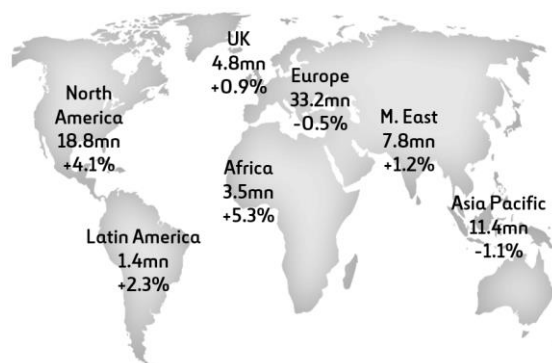 UK
4.8mn
+0.9%
Europe
33.2mn
-0.5%
North
America
18.8mn
+4.1%
M. East
7.8mn
+1.2%
Africa
3.5mn
+5.3%
Asia Pacific
11.4mn
-1.1%
Latin America
1.4mn
+2.3%